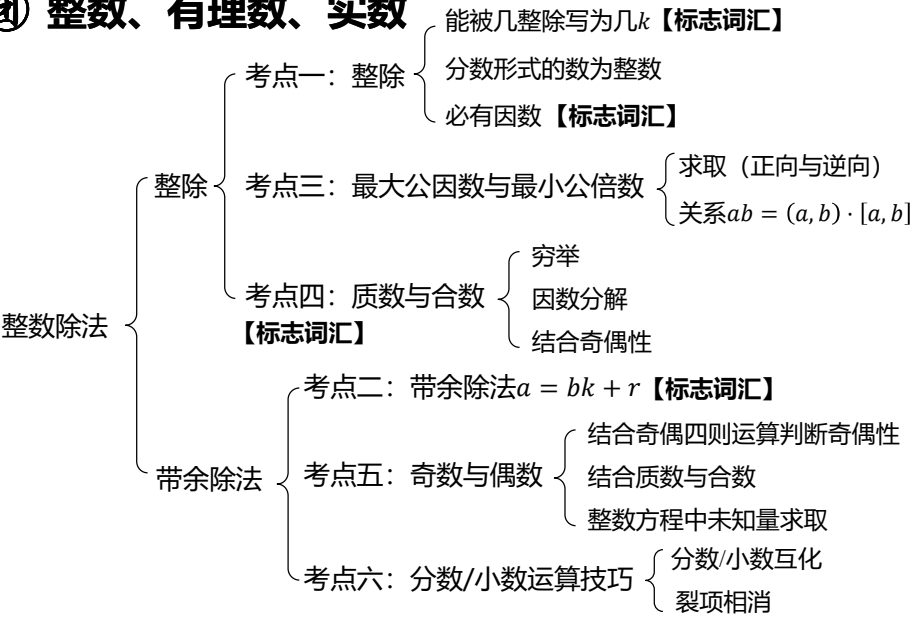 整数、有理数、实数
能被几整除写为几k【标志词汇】
考点一：整除
分数形式的数为整数
必有因数【标志词汇】
整除
考点三：最大公因数与最小公倍数
求取（正向与逆向）
关系ab = (a, b) · [a, b]
穷举
考点四：质数与合数
【标志词汇】
因数分解
结合奇偶性
整数除法
考点二：带余除法a = bk + r【标志词汇】
带余除法
考点五：奇数与偶数
结合奇偶四则运算判断奇偶性
结合质数与合数
整数方程中未知量求取
考点六：分数/小数运算技巧
分数/小数互化
裂项相消